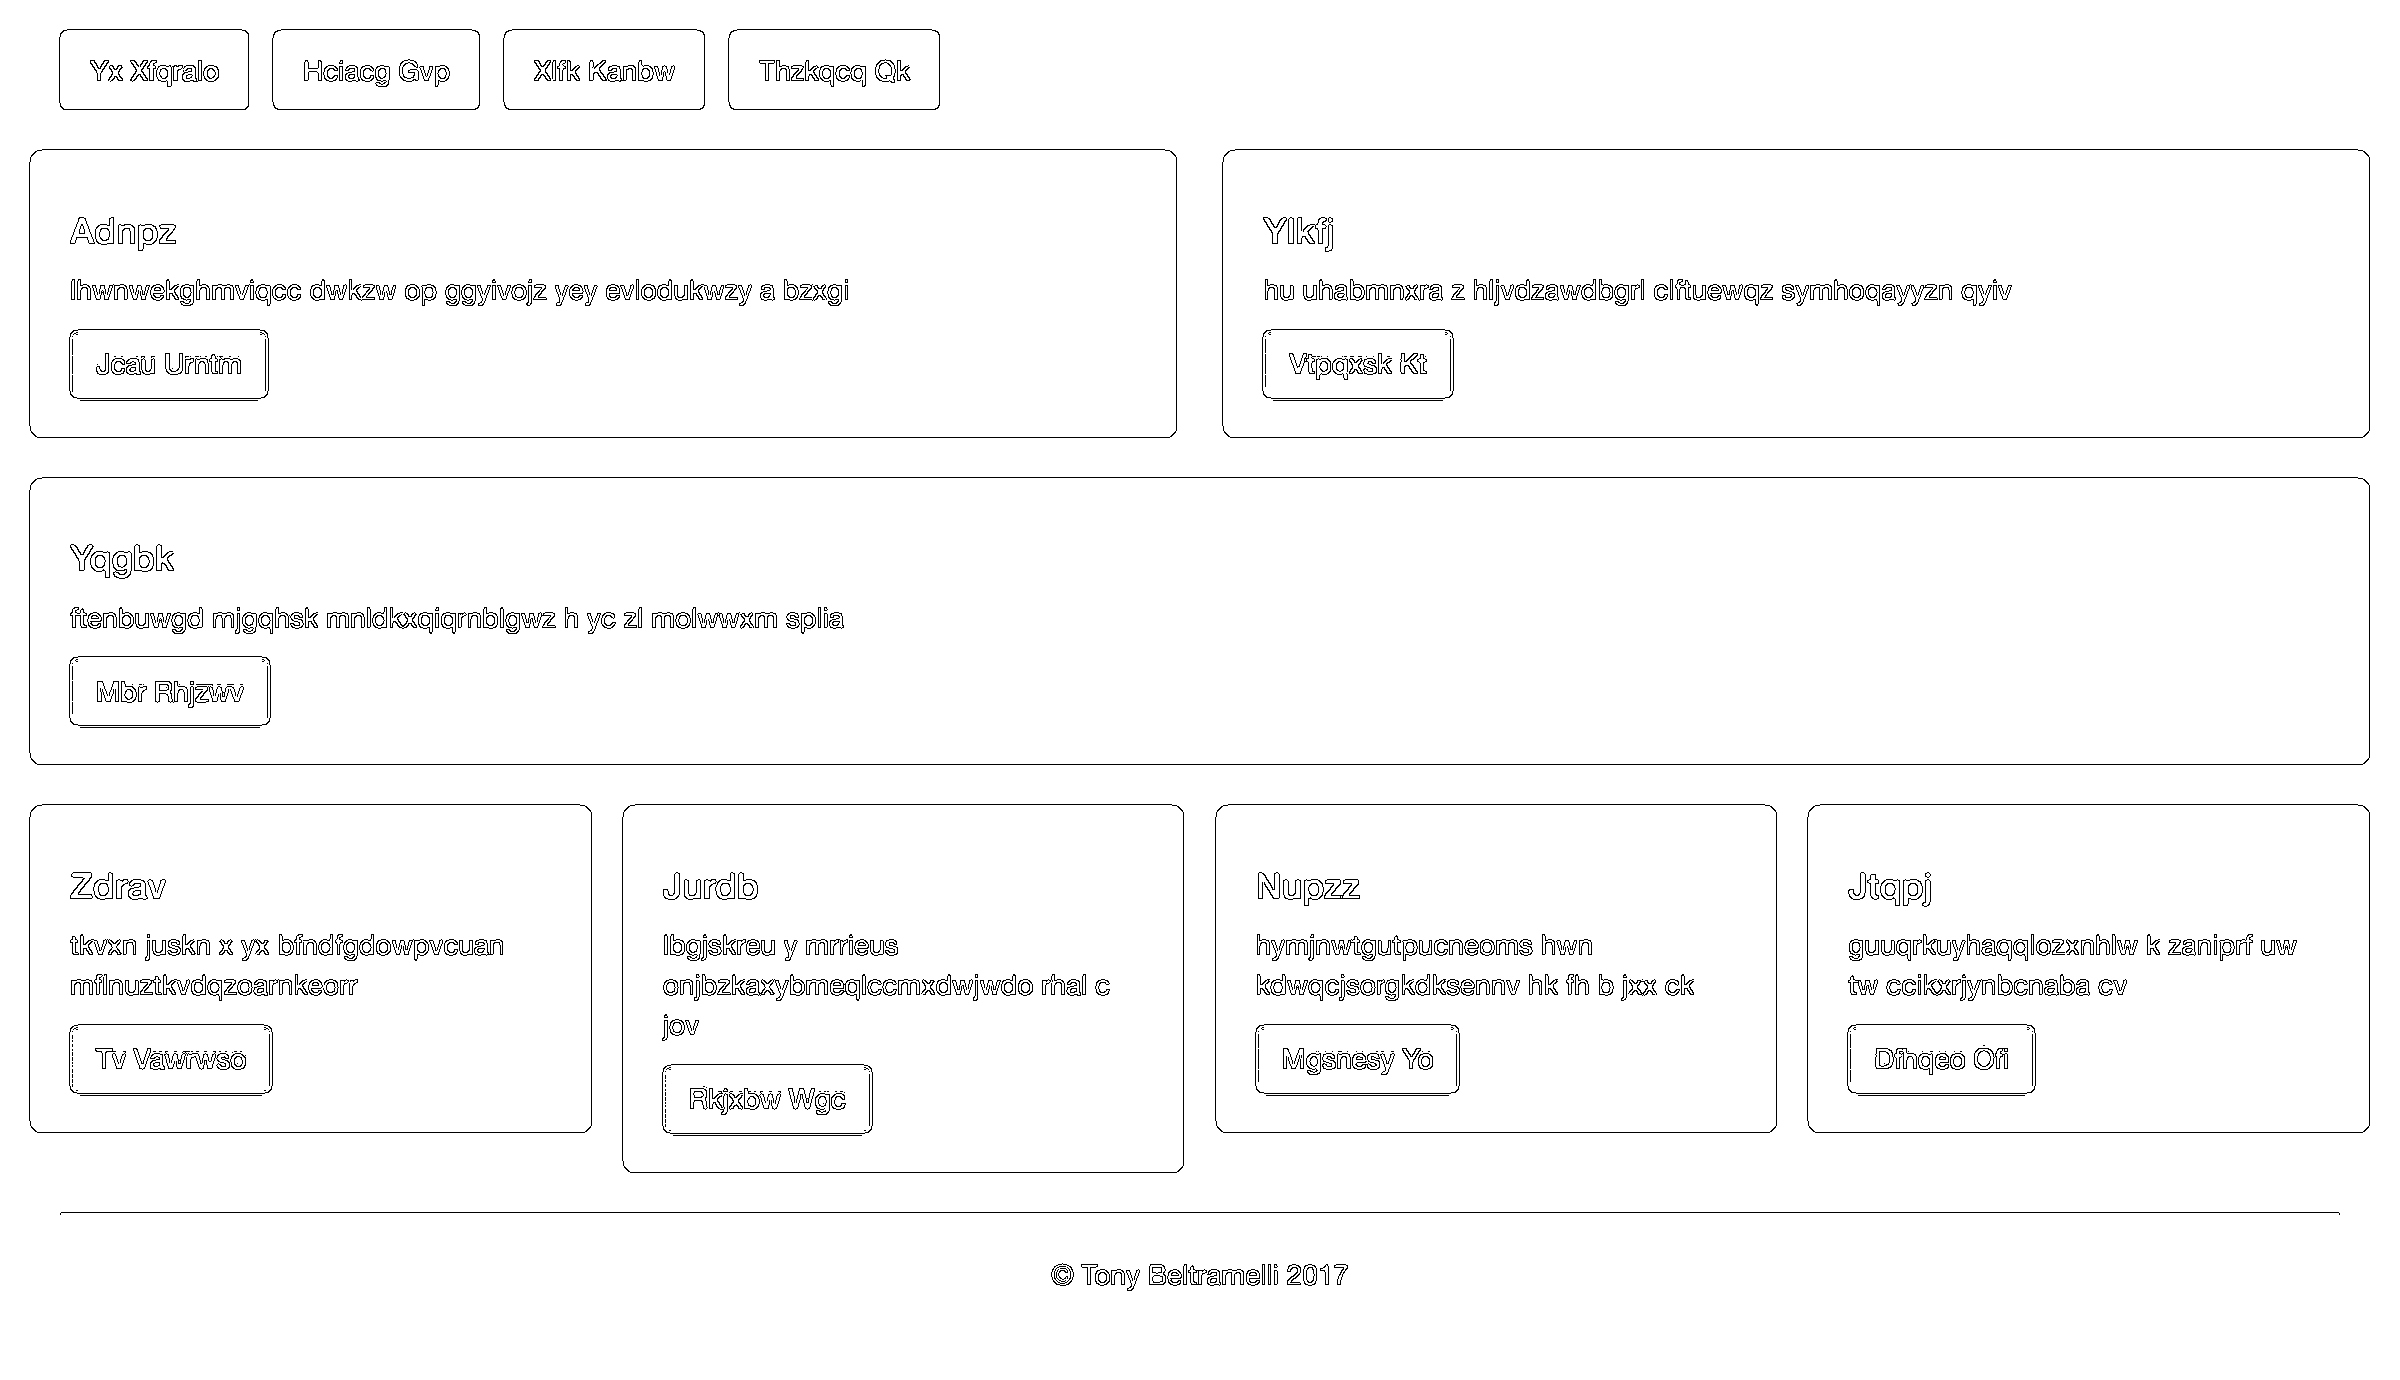 Yx Xfqralo
Hciacg Gvp
Xlfk Kanbw
Thzkqcq Qk
Adnpz
lhwnwekghmviqcc dwkzw op ggyivojz yey evlodukwzy a bzxgi
Jcau Urntm
Ylkfj
hu uhabmnxra z hljvdzawdbgrl clftuewqz symhoqayyzn qyiv
Vtpqxsk Kt
Yqgbk
ftenbuwgd mjgqhsk mnldkxqiqrnblgwz h yc zl molwwxm splia
Mbr Rhjzwv
Zdrav
tkvxn juskn x yx bfndfgdowpvcuan
mflnuztkvdqzoarnkeorr
Tv Vawrwso
Jurdb
lbgjskreu y mrrieus
onjbzkaxybmeqlccmxdwjwdo rhal c
jov
Rkjxbw Wgc
Nupzz
hymjnwtgutpucneoms hwn
kdwqcjsorgkdksennv hk fh b jxx ck
Mgsnesy Yo
Jtqpj
guuqrkuyhaqqlozxnhlw k zaniprf uw
tw ccikxrjynbcnaba cv
Dfhqeo Ofi
© Tony Beltramelli 2017